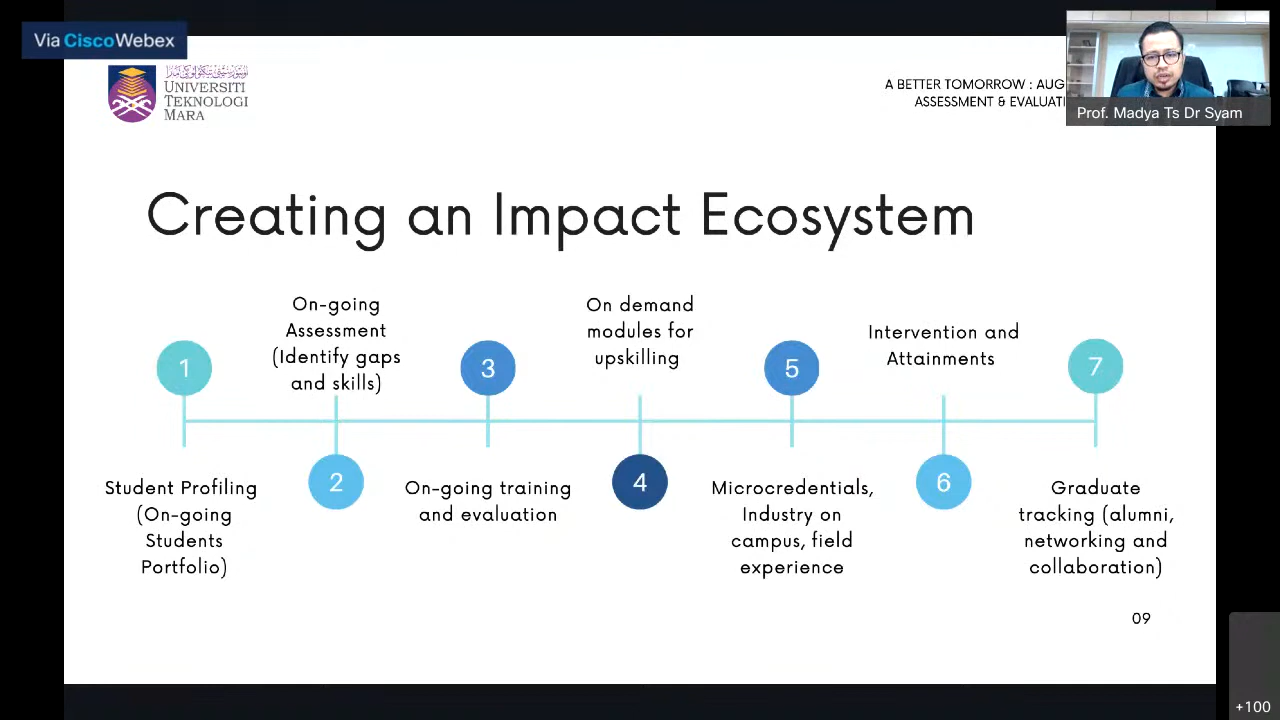 Via Cisco Webex
UNIVERSITI
TEKNOLOGI
MARA
A BETTER TOMORROW : AUG
ASSESSMENT & EVALUATI
Prof. Madya Ts Dr Syam
Creating an Impact Ecosystem
1
Student Profiling
(On-going
Students
Portfolio)
On-going
Assessment
(Identify gaps
and skills)
2
3
On-going training
and evaluation
On demand
modules for
upskilling
4
5
Microcredentials,
Industry on
campus, field
experience
Intervention and
Attainments
6
7
Graduate
tracking (alumni,
networking and
collaboration)
09
+100